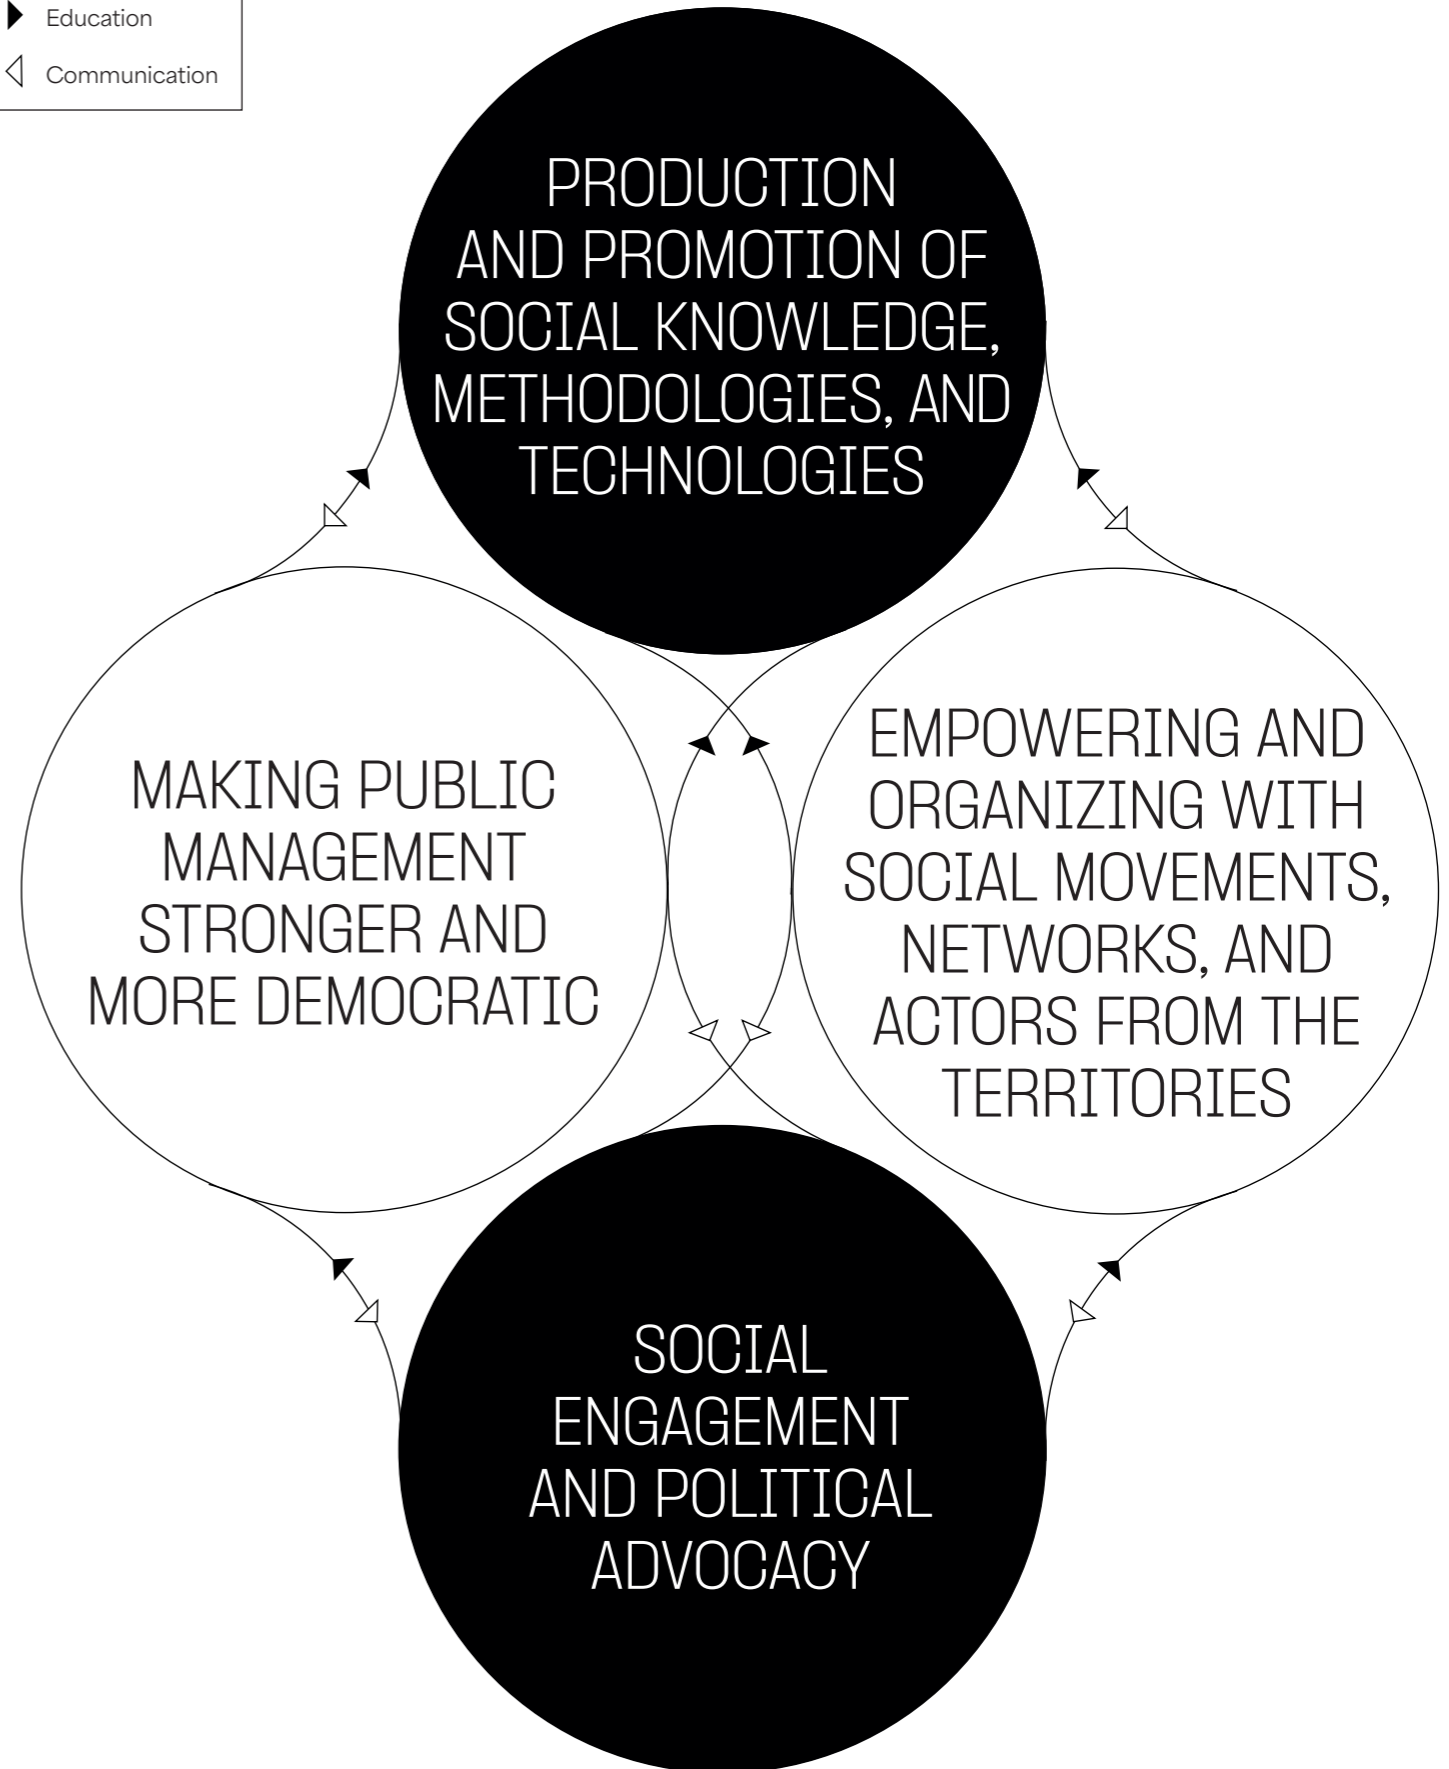 Education
Communication
PRODUCTION
AND PROMOTION OF
SOCIAL KNOWLEDGE,
METHODOLOGIES, AND
TECHNOLOGIES
MAKING PUBLIC
MANAGEMENT
STRONGER AND
MORE DEMOCRATIC
EMPOWERING AND
ORGANIZING WITH
SOCIAL MOVEMENTS,
NETWORKS, AND
ACTORS FROM THE
TERRITORIES
SOCIAL
ENGAGEMENT
AND POLITICAL
ADVOCACY